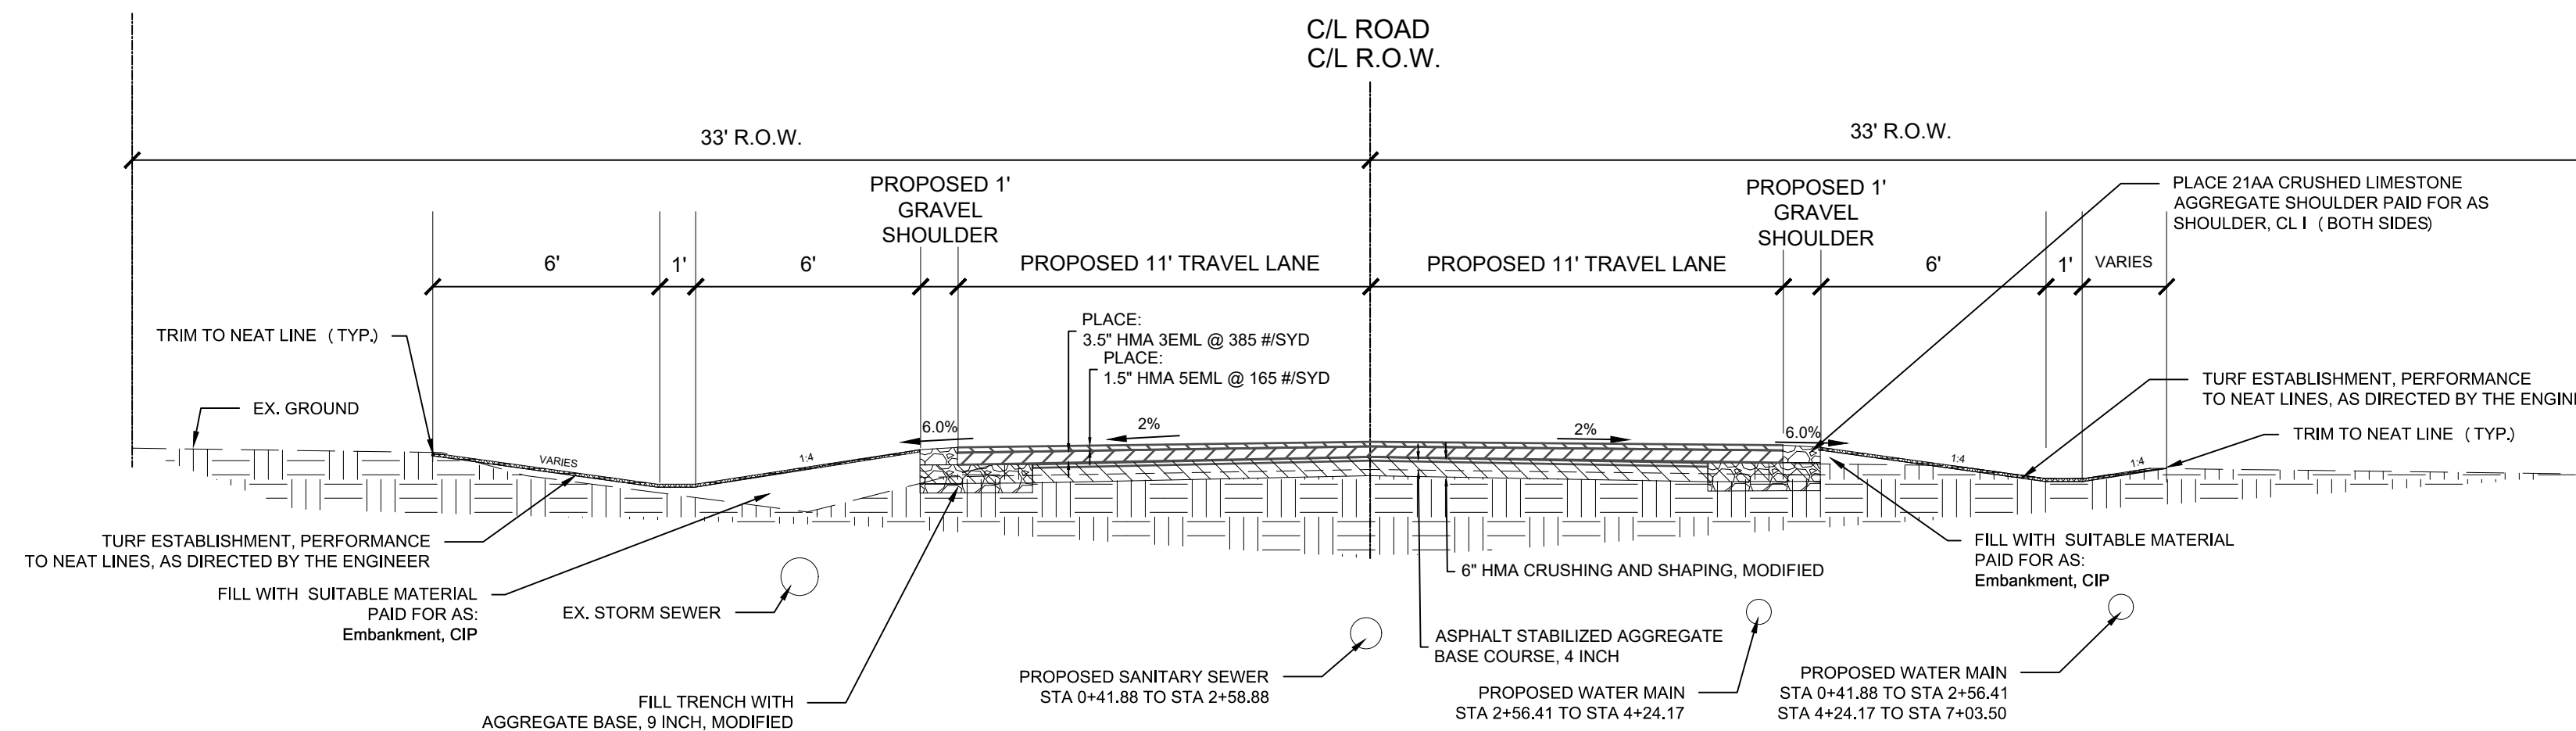 C/L ROAD
C/L R.O.W.
33' R.O.W.
33' R.O.W.
PROPOSED 1'
GRAVEL
SHOULDER
PROPOSED 1'
GRAVEL
SHOULDER
PLACE 21AA CRUSHED LIMESTONE
AGGREGATE SHOULDER PAID FOR AS
SHOULDER, CL I ( BOTH SIDES)
6'
1'
6'
PROPOSED 11' TRAVEL LANE
PROPOSED 11' TRAVEL LANE
6'
1'
VARIES
TRIM TO NEAT LINE ( TYP.)
PLACE:
3.5" HMA 3EML @ 385 #/SYD
PLACE:
1.5" HMA 5EML @ 165 #/SYD
EX. GROUND
TURF ESTABLISHMENT, PERFORMANCE
TO NEAT LINES, AS DIRECTED BY THE ENGINE
TRIM TO NEAT LINE ( TYP.)
6.0%
2%
2%
6.0%
VARIES
1:4
1:4
1:4
TURF ESTABLISHMENT, PERFORMANCE
TO NEAT LINES, AS DIRECTED BY THE ENGINEER
FILL WITH SUITABLE MATERIAL
PAID FOR AS:
Embankment, CIP
EX. STORM SEWER
FILL TRENCH WITH
AGGREGATE BASE, 9 INCH, MODIFIED
PROPOSED SANITARY SEWER
STA 0+41.88 TO STA 2+58.88
6" HMA CRUSHING AND SHAPING, MODIFIED
ASPHALT STABILIZED AGGREGATE
BASE COURSE, 4 INCH
PROPOSED WATER MAIN
STA 2+56.41 TO STA 4+24.17
FILL WITH SUITABLE MATERIAL
PAID FOR AS:
Embankment, CIP
PROPOSED WATER MAIN
STA 0+41.88 TO STA 2+56.41
STA 4+24.17 TO STA 7+03.50